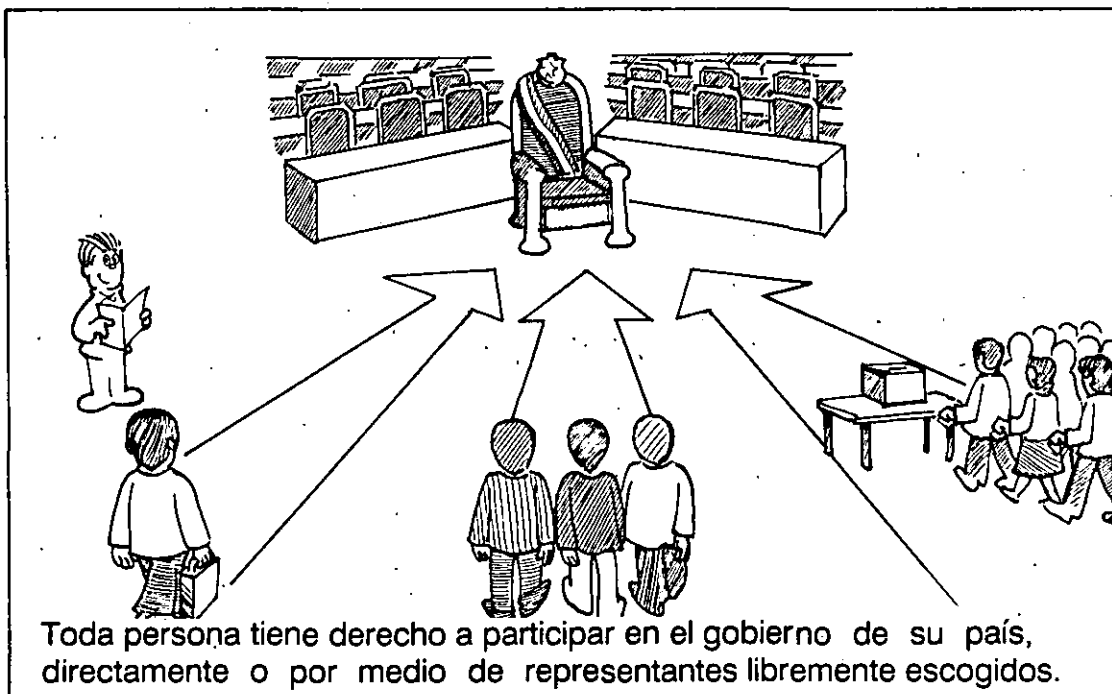 Toda persona tiene derecho a participar en el gobierno de su país,
directamente o por medio de representantes libremente escogidos.